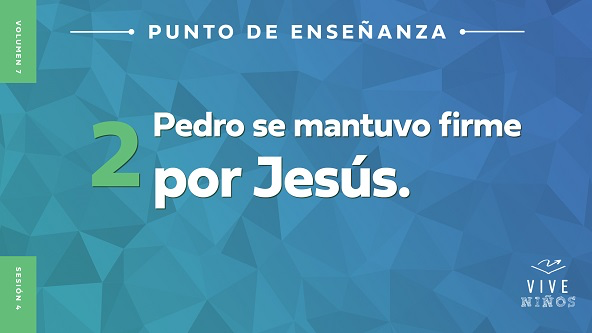 PUNTO DE ENSEÑANZA
VOLUMEN 7
2
Pedro se mantuvo firme
por Jesús.
SESIÓN 4
VIVE
NIÑOS